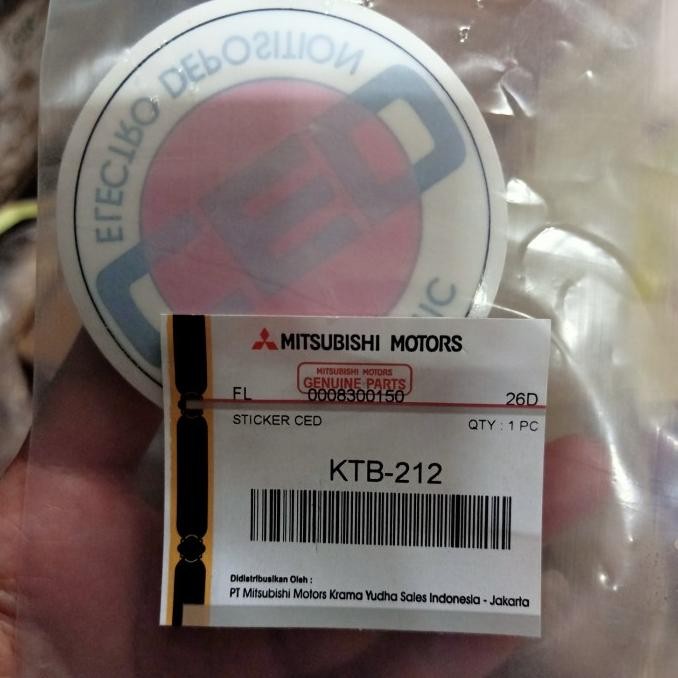 ELECTRO DEPOSITION
CED
MITSUBISHI MOTORS
MITSUBISHI MOTORS
GENUINE PARTS
FL 0008300150 26D
STICKER CED QTY : 1 PC
KTB-212
Didistribusikan Oleh :
PT Mitsubishi Motors Krama Yudha Sales Indonesia - Jakarta